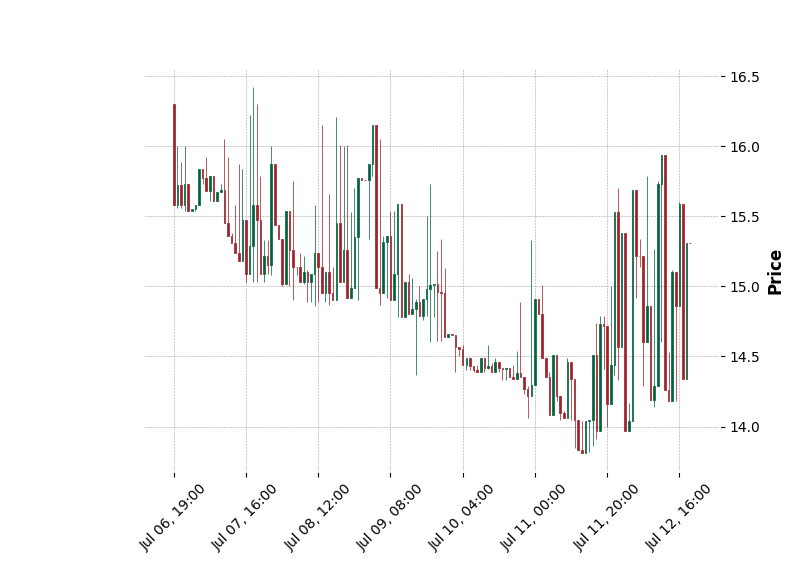 16.5
16.0
15.5
15.0
14.5
14.0
Price
Jul 06, 19:00
Jul 07, 16:00
Jul 08, 12:00
Jul 09, 08:00
Jul 10, 04:00
Jul 11, 00:00
Jul 11, 20:00
Jul 12, 16:00